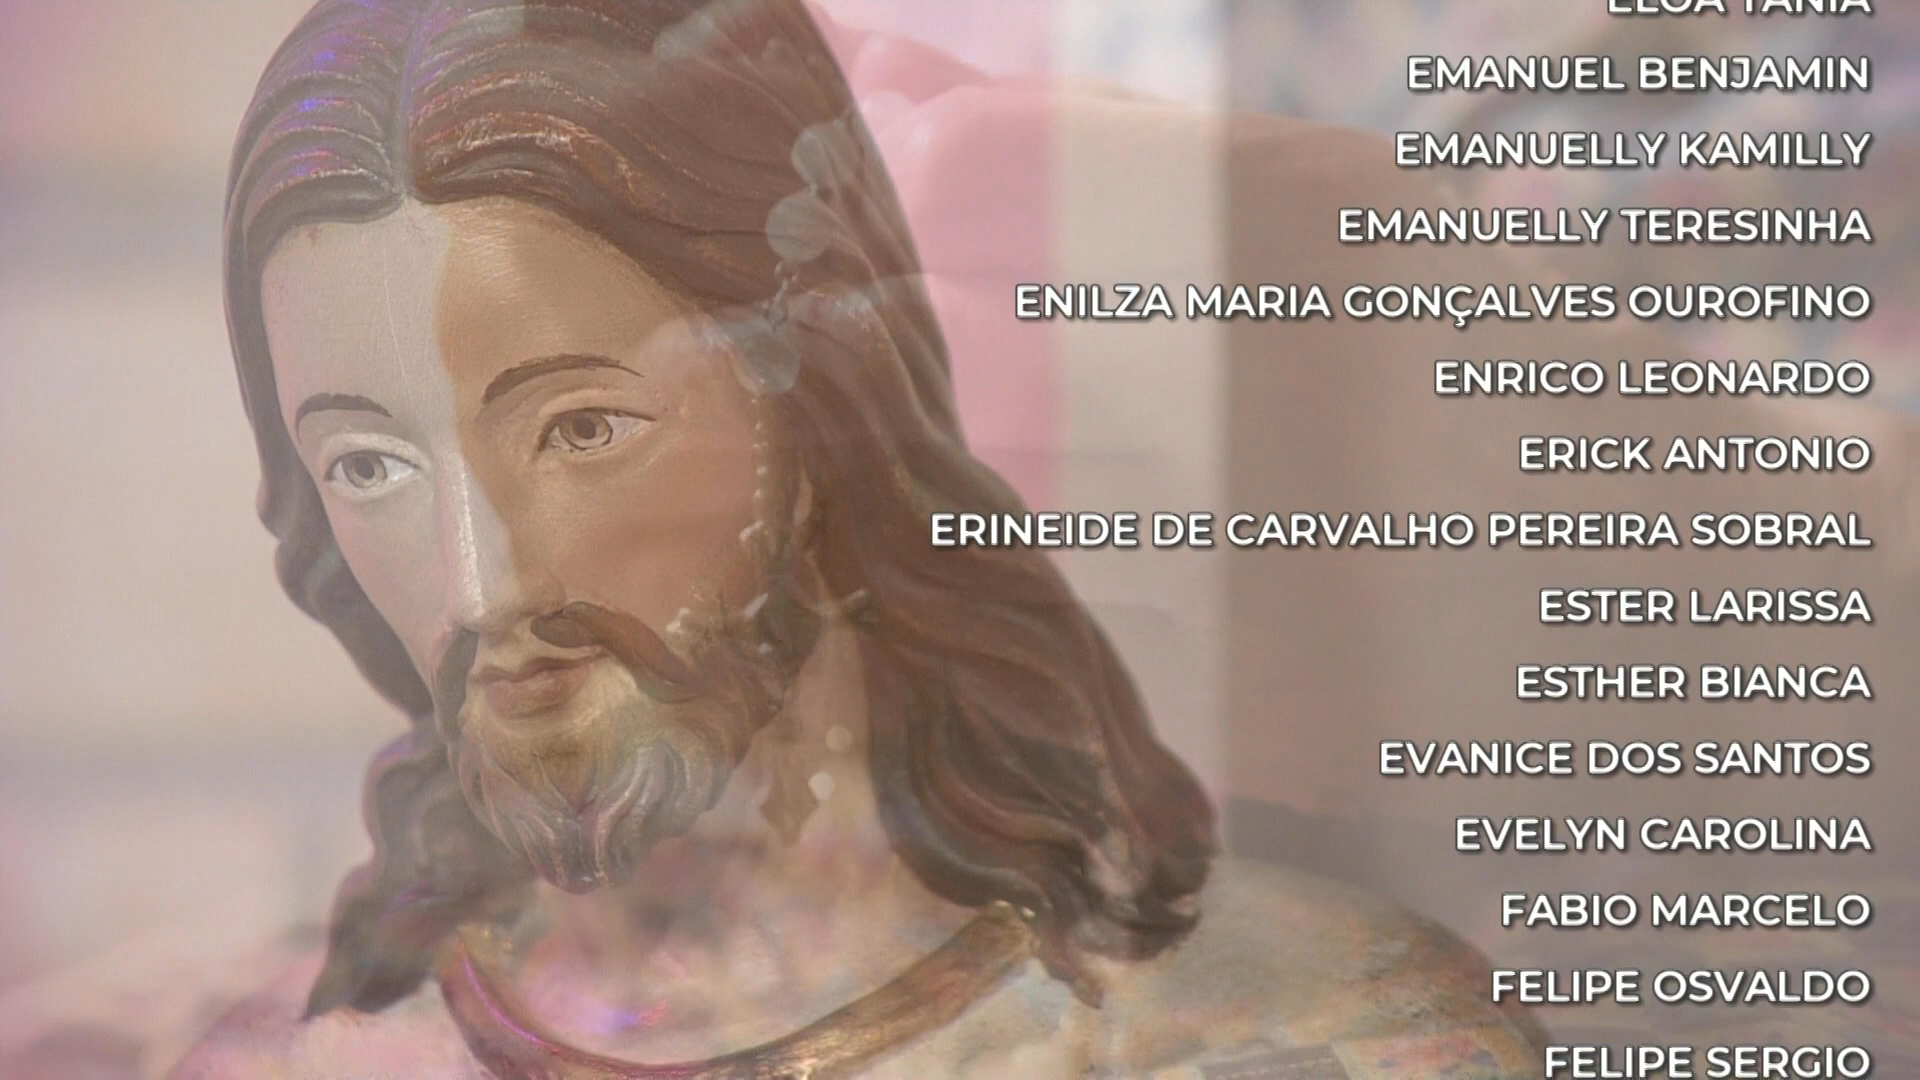 EMANUEL BENJAMIN
EMANUELLY KAMILLY
EMANUELLY TERESINHA
ENILZA MARIA GONÇALVES OUROFINO
ENRICO LEONARDO
ERICK ANTONIO
ERINEIDE DE CARVALHO PEREIRA SOBRAL
ESTER LARISSA
ESTHER BIANCA
EVANICE DOS SANTOS
EVELYN CAROLINA
FABIO MARCELO
FELIPE OSVALDO
FELIPE SERGIO